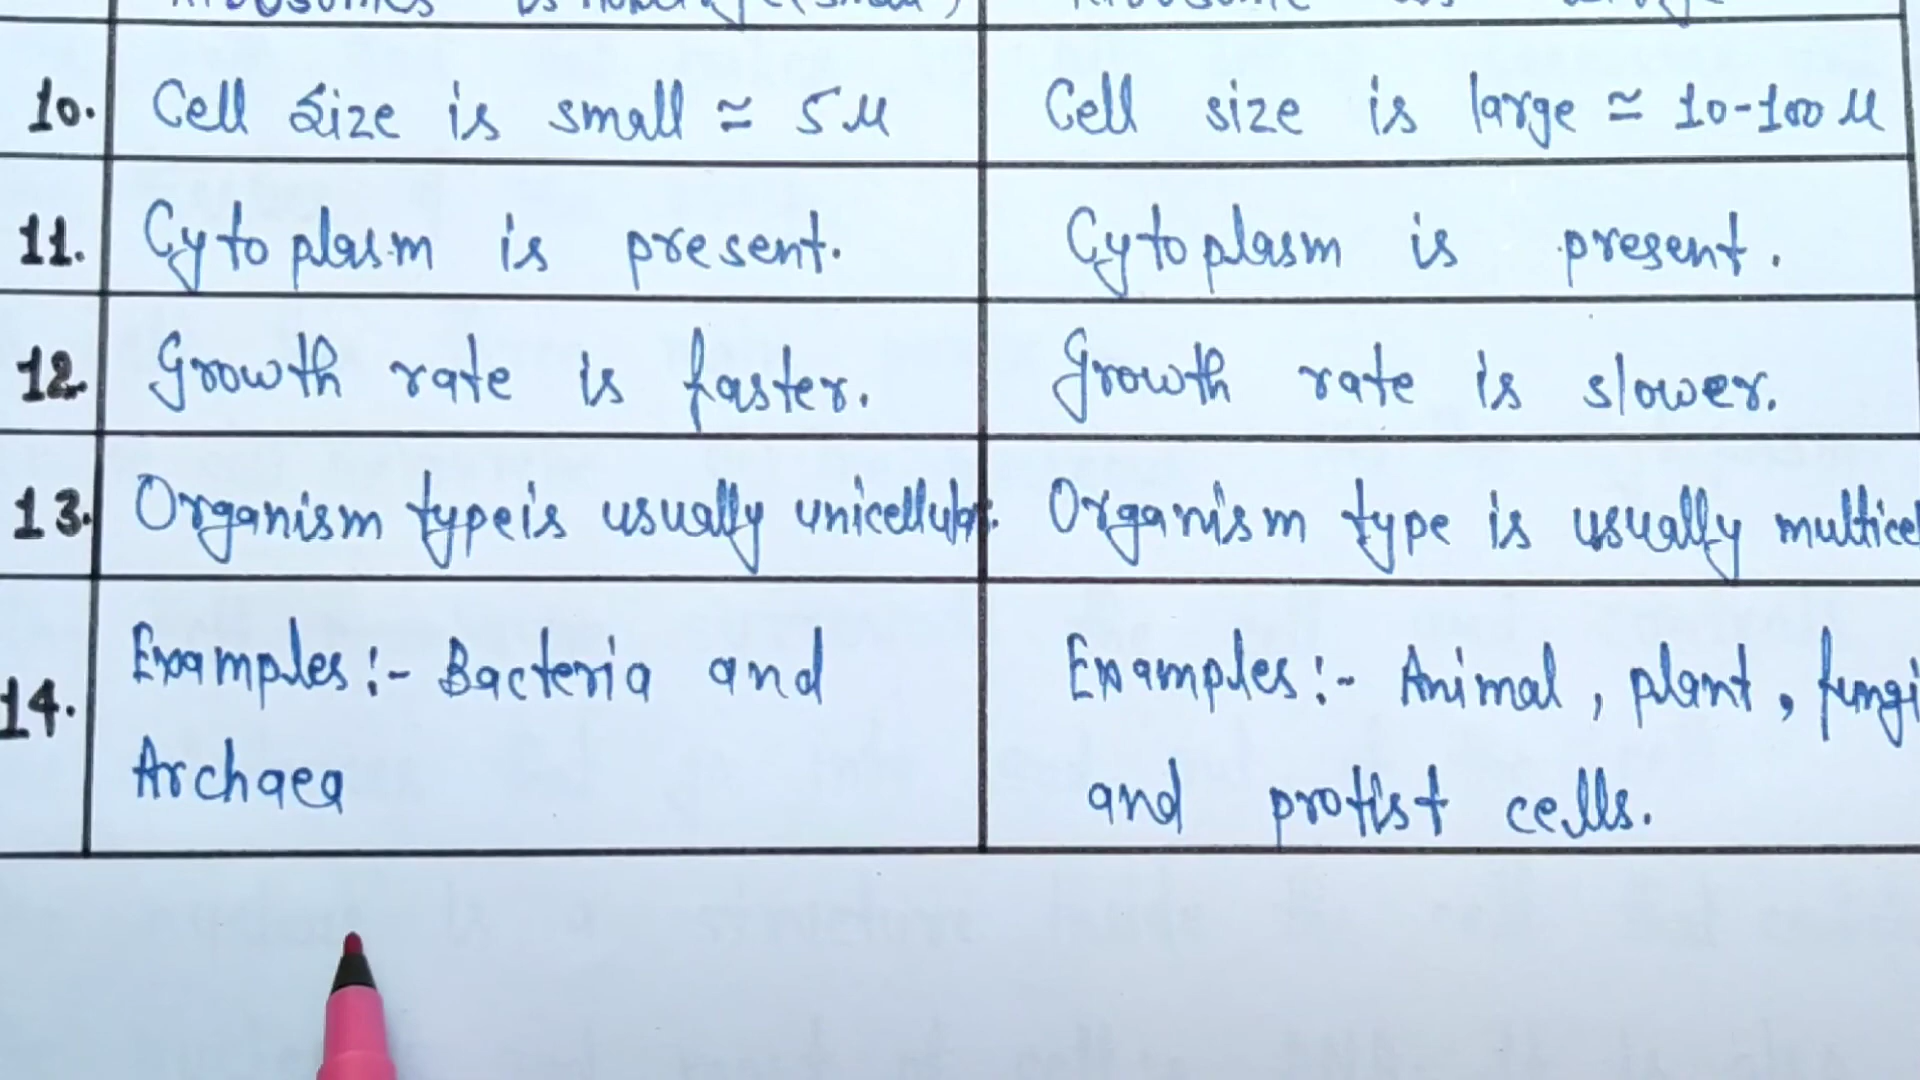 10. Cell size is small ≃ 5 μ Cell size is large ≃ 10-100 μ
11. Cytoplasm is present. Cytoplasm is present.
12. Growth rate is faster. Growth rate is slower.
13. Organism type is usually unicellular. Organism type is usually multicel
14. Examples:- Bacteria and Examples:- Animal, plant, fungi
Archaea and protist cells.